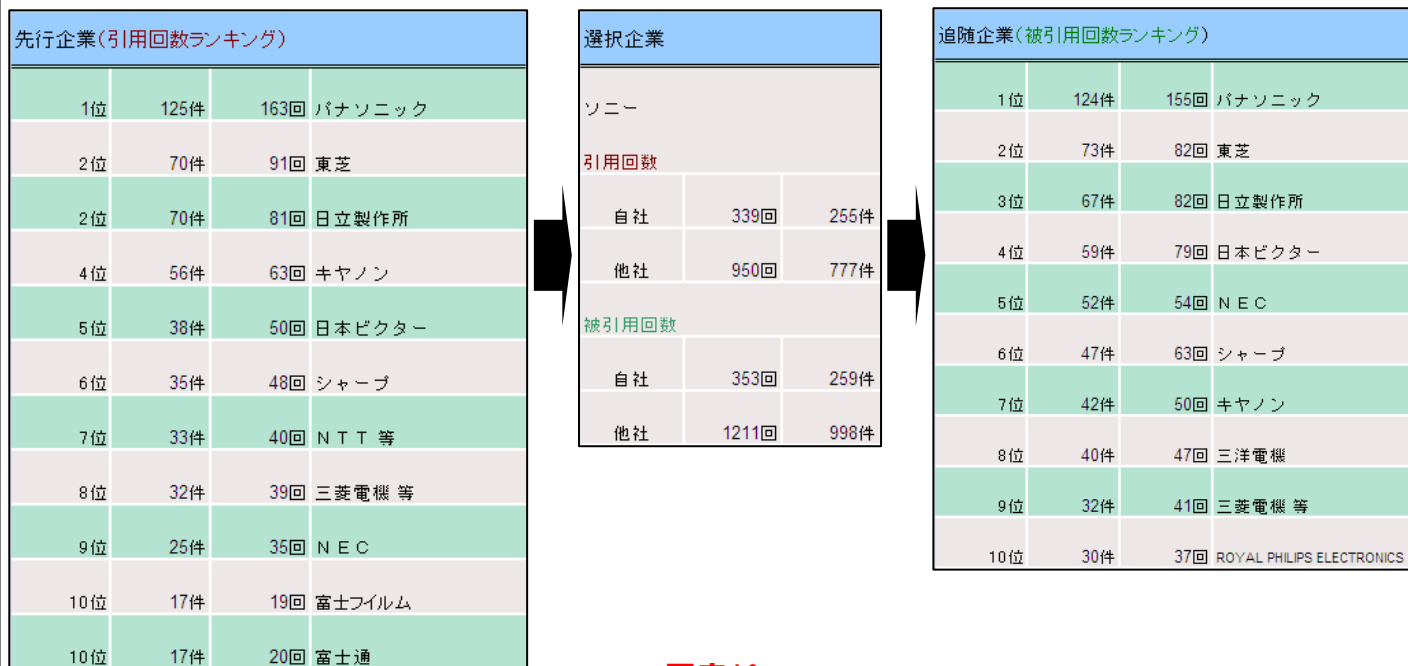 先行企業(引用回数ランキング)
1位 125件 163回 パナソニック
2位 70件 91回 東芝
2位 70件 81回 日立製作所
4位 56件 63回 キヤノン
5位 38件 50回 日本ビクター
6位 35件 48回 シャープ
7位 33件 40回 ＮＴＴ 等
8位 32件 39回 三菱電機 等
9位 25件 35回 ＮＥＣ
10位 17件 19回 富士フイルム
10位 17件 20回 富士通
選択企業
ソニー
引用回数
自社 339回 255件
他社 950回 777件
被引用回数
自社 353回 259件
他社 1211回 998件
追随企業(被引用回数ランキング)
1位 124件 155回 パナソニック
2位 73件 82回 東芝
3位 67件 82回 日立製作所
4位 59件 79回 日本ビクター
5位 52件 54回 ＮＥＣ
6位 47件 63回 シャープ
7位 42件 50回 キヤノン
8位 40件 47回 三洋電機
9位 32件 41回 三菱電機 等
10位 30件 37回 ROYAL PHILIPS ELECTRONICS